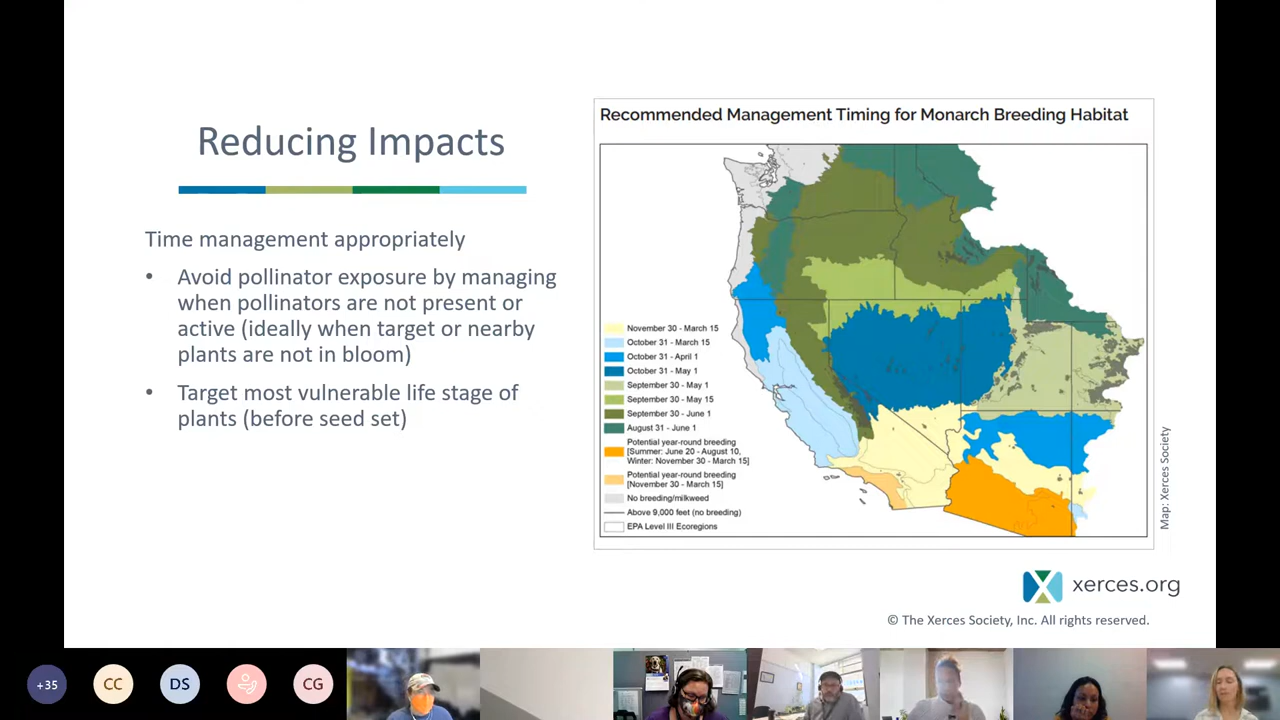 Reducing Impacts
Time management appropriately
• Avoid pollinator exposure by managing
when pollinators are not present or
active (ideally when target or nearby
plants are not in bloom)
• Target most vulnerable life stage of
plants (before seed set)
Recommended Management Timing for Monarch Breeding Habitat
November 30 - March 15
October 31 - March 15
October 31 - April 1
October 31 - May 1
September 30 - May 1
September 30 - May 15
September 30 - June 1
August 31 - June 1
Potential year-round breeding
[Summer: June 20 - August 10,
Winter: November 30 - March 15]
Potential year-round breeding
[November 30 - March 15]
No breeding/milkweed
Above 9,000 feet (no breeding)
EPA Level III Ecoregions
Map: Xerces Society
xerces.org
© The Xerces Society, Inc. All rights reserved.
+35
CC
DS
CG